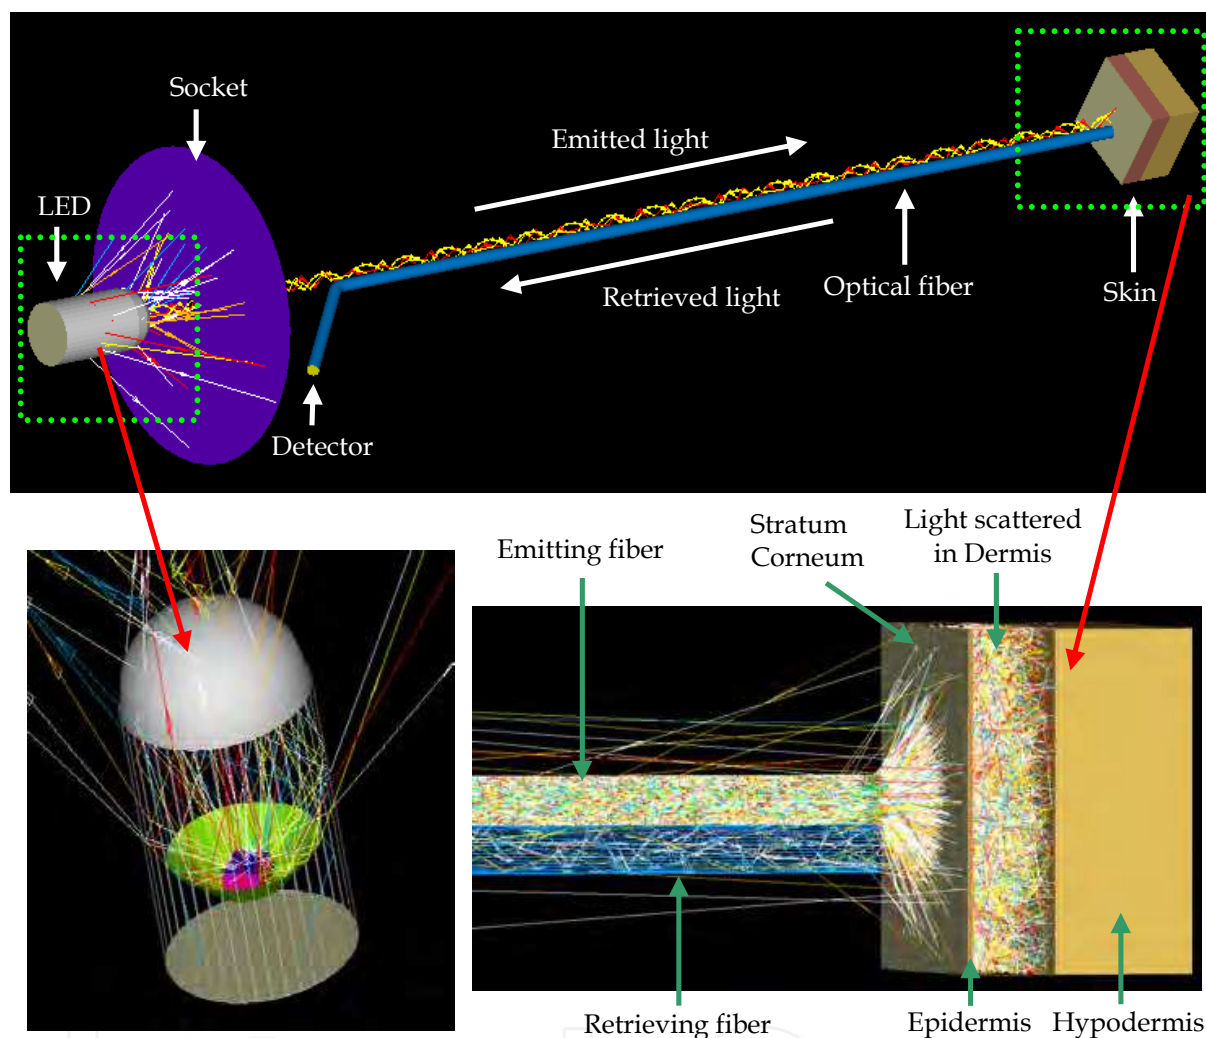 Socket
Emitted light
LED
Retrieved light
Optical fiber
Skin
Detector
Emitting fiber
Stratum
Corneum
Light scattered
in Dermis
Retrieving fiber
Epidermis
Hypodermis